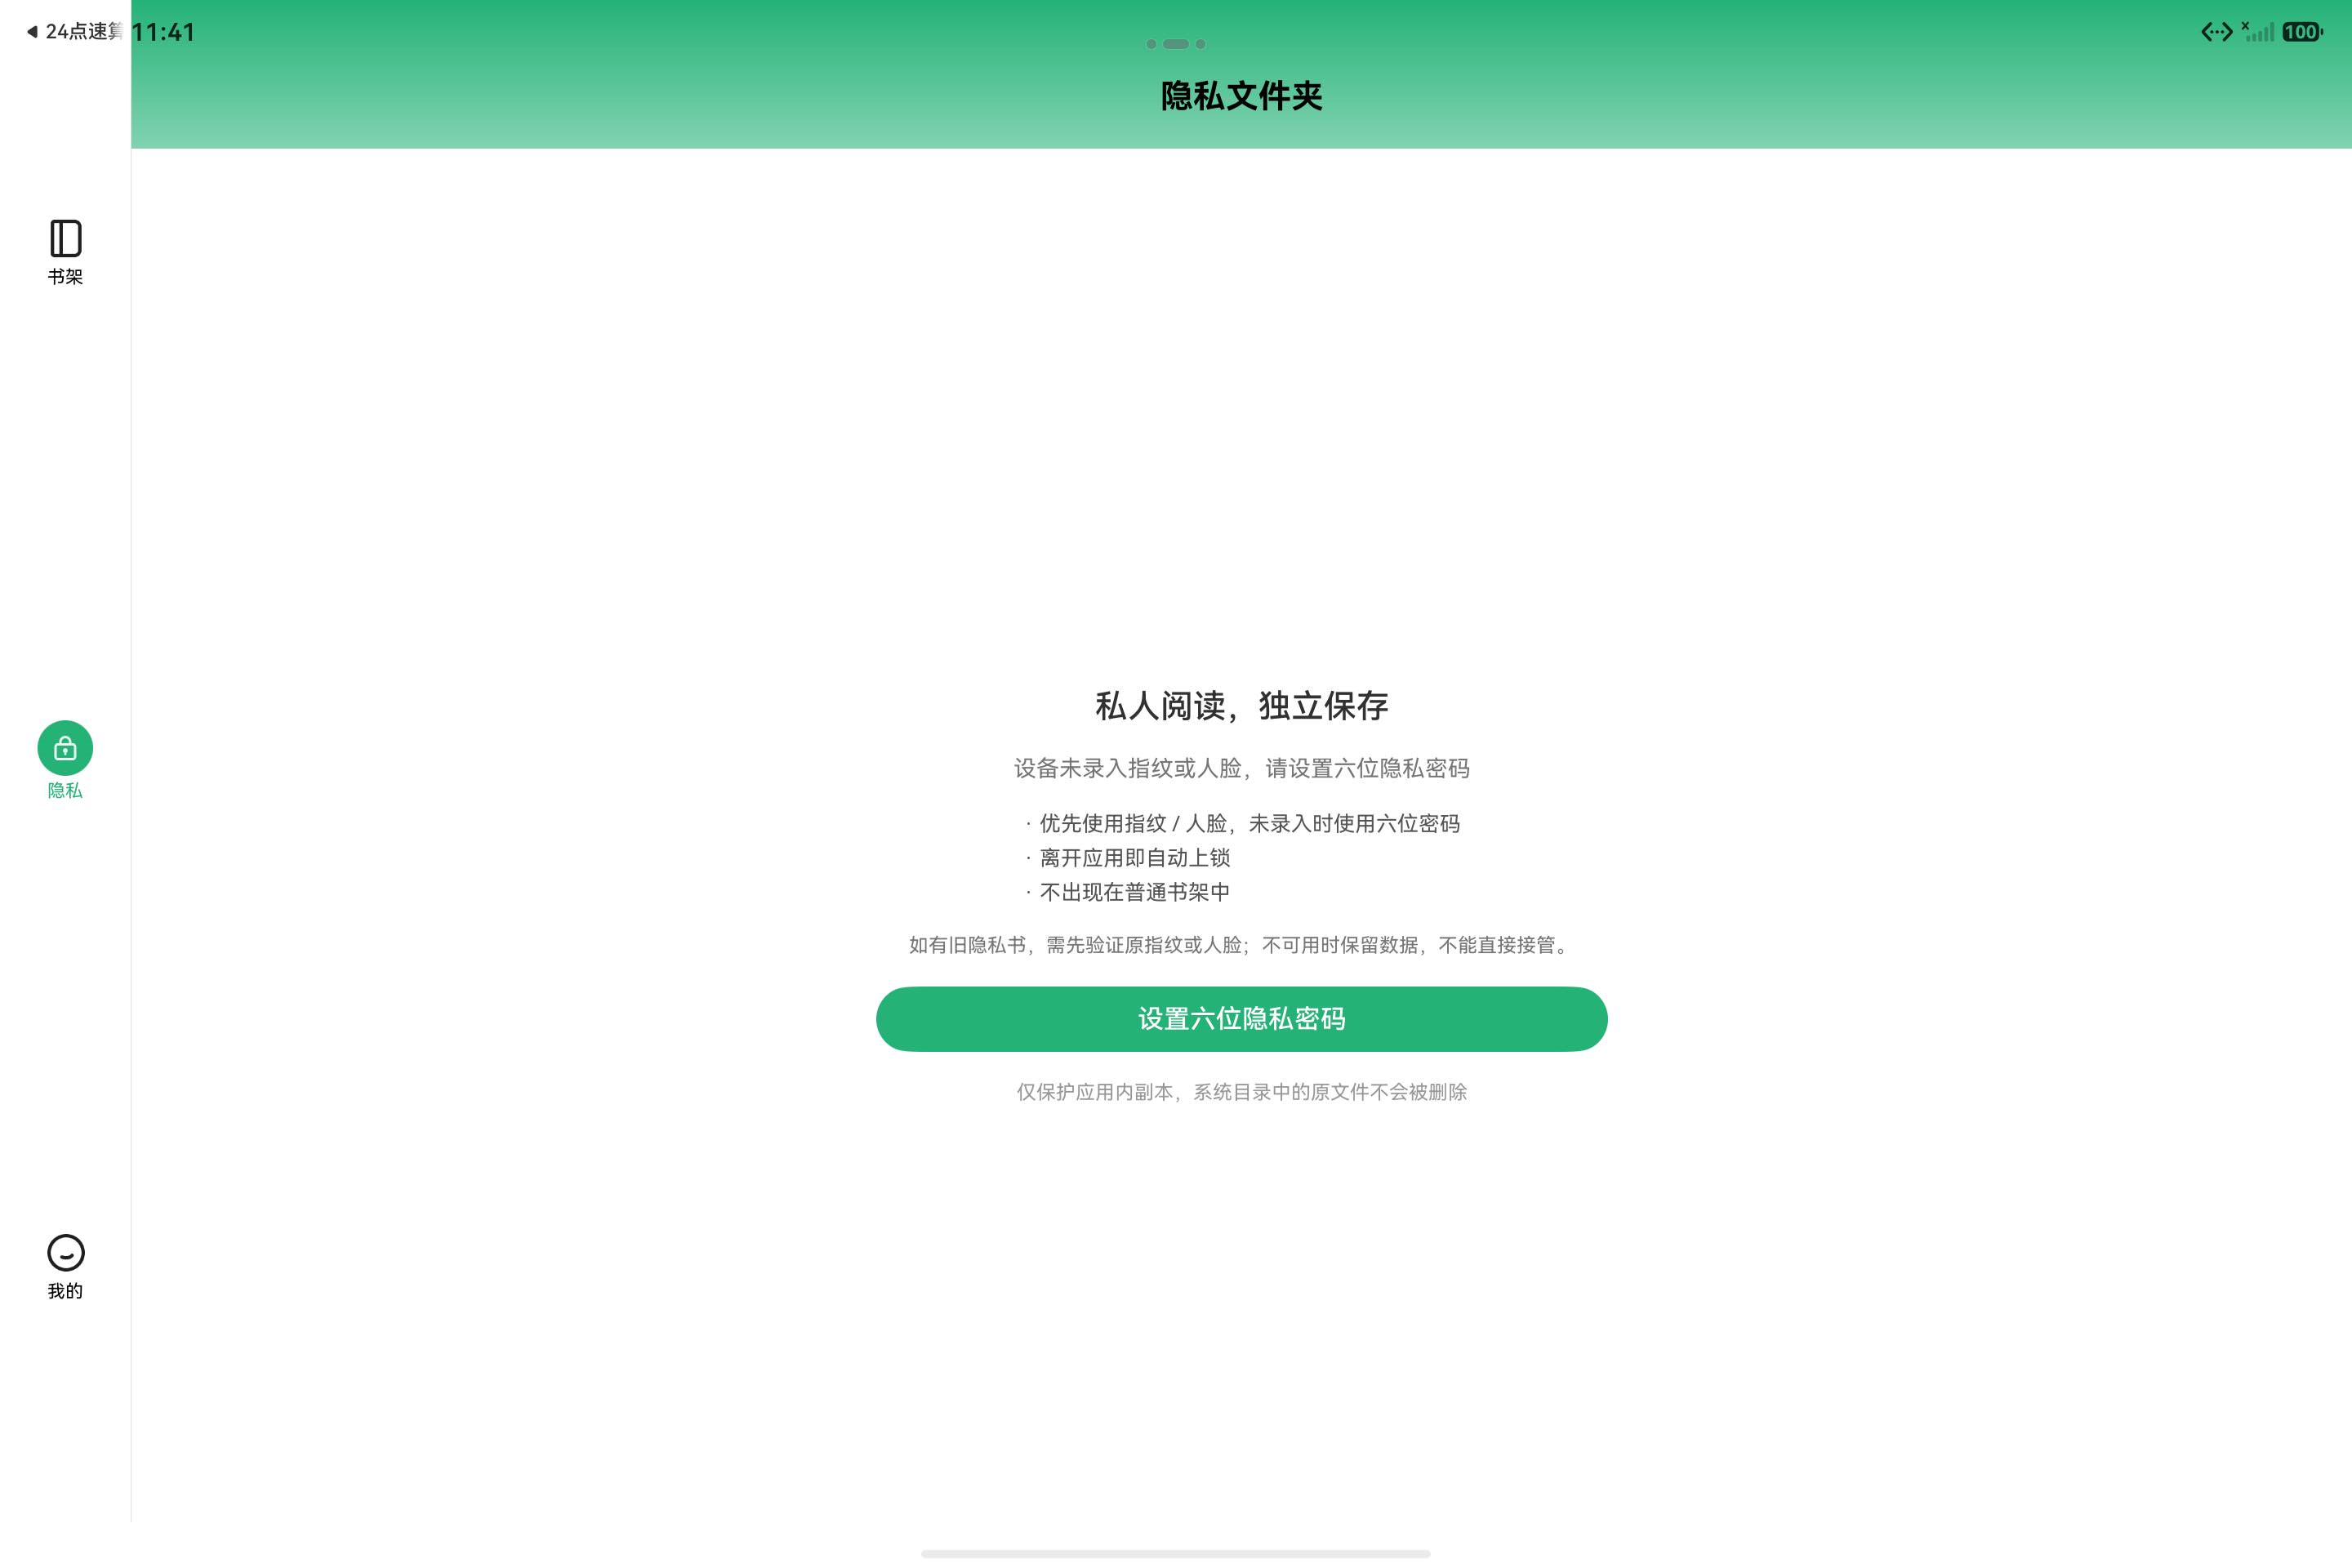 24点速算
11:41
100
隐私文件夹
书架
隐私
我的
私人阅读，独立保存
设备未录入指纹或人脸，请设置六位隐私密码
· 优先使用指纹 / 人脸，未录入时使用六位密码
· 离开应用即自动上锁
· 不出现在普通书架中
如有旧隐私书，需先验证原指纹或人脸；不可用时保留数据，不能直接接管。
设置六位隐私密码
仅保护应用内副本，系统目录中的原文件不会被删除